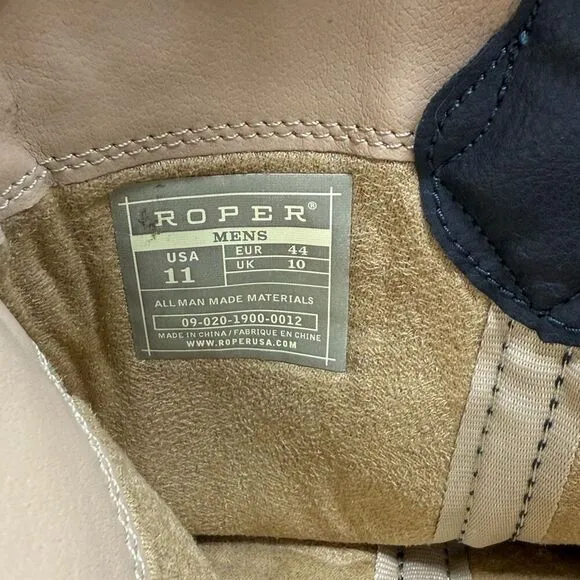 ROPER®
MENS
USA 11 EUR 44
UK 10
ALL MAN MADE MATERIALS
09-020-1900-0012
MADE IN CHINA / FABRIQUE EN CHINE
WWW.ROPERUSA.COM